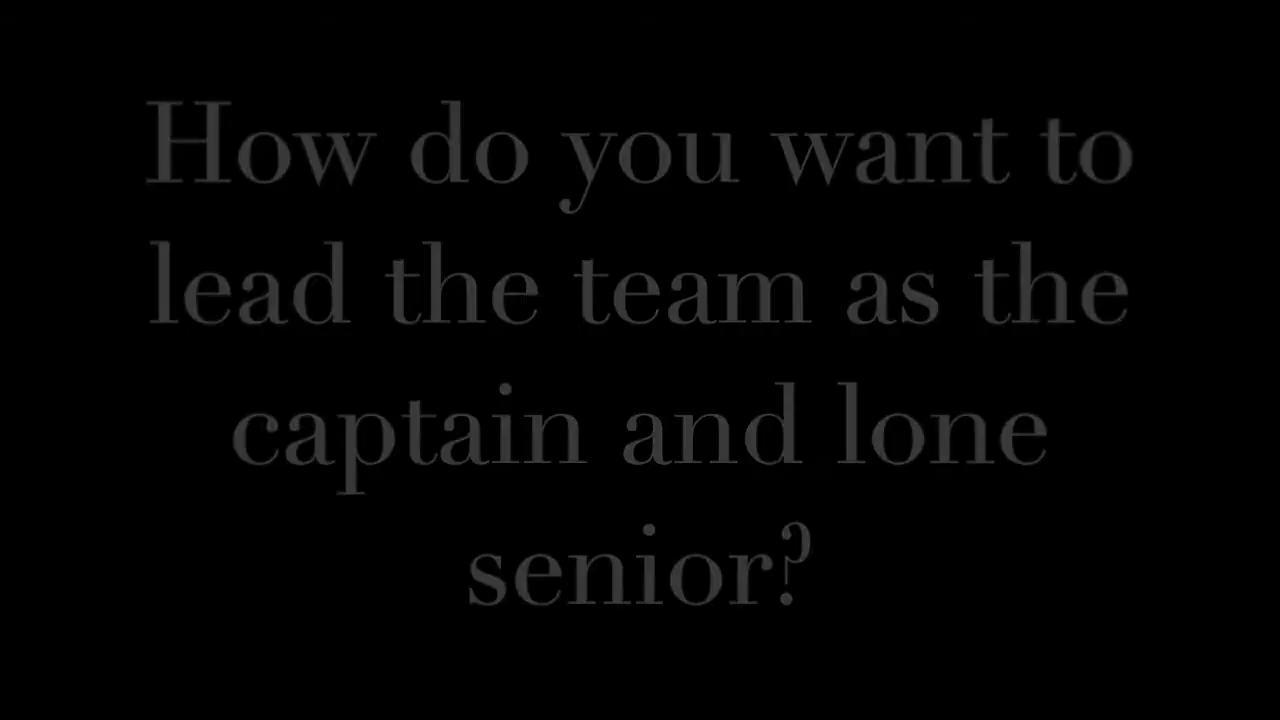 How do you want to
lead the team as the
captain and lone
senior?